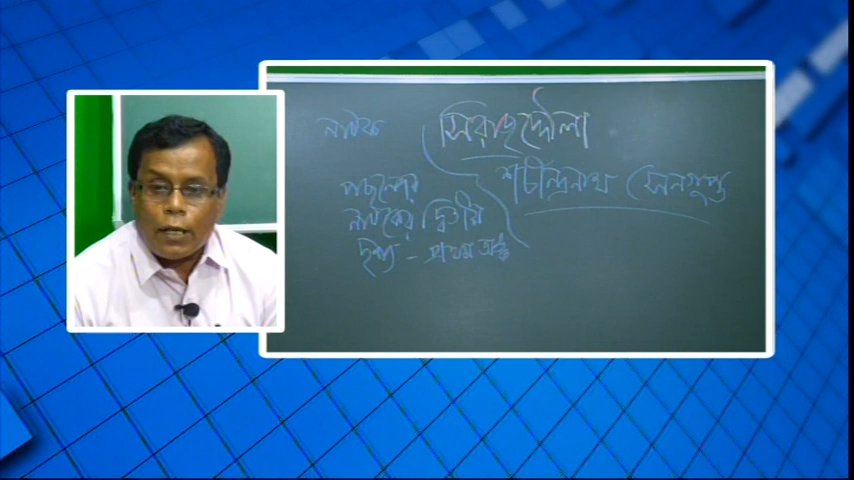 নাটক সিরাজদ্দৌলা
শচীন্দ্রনাথ সেনগুপ্ত
নাটকের দ্বিতীয়
দৃশ্য - প্রথম অঙ্ক